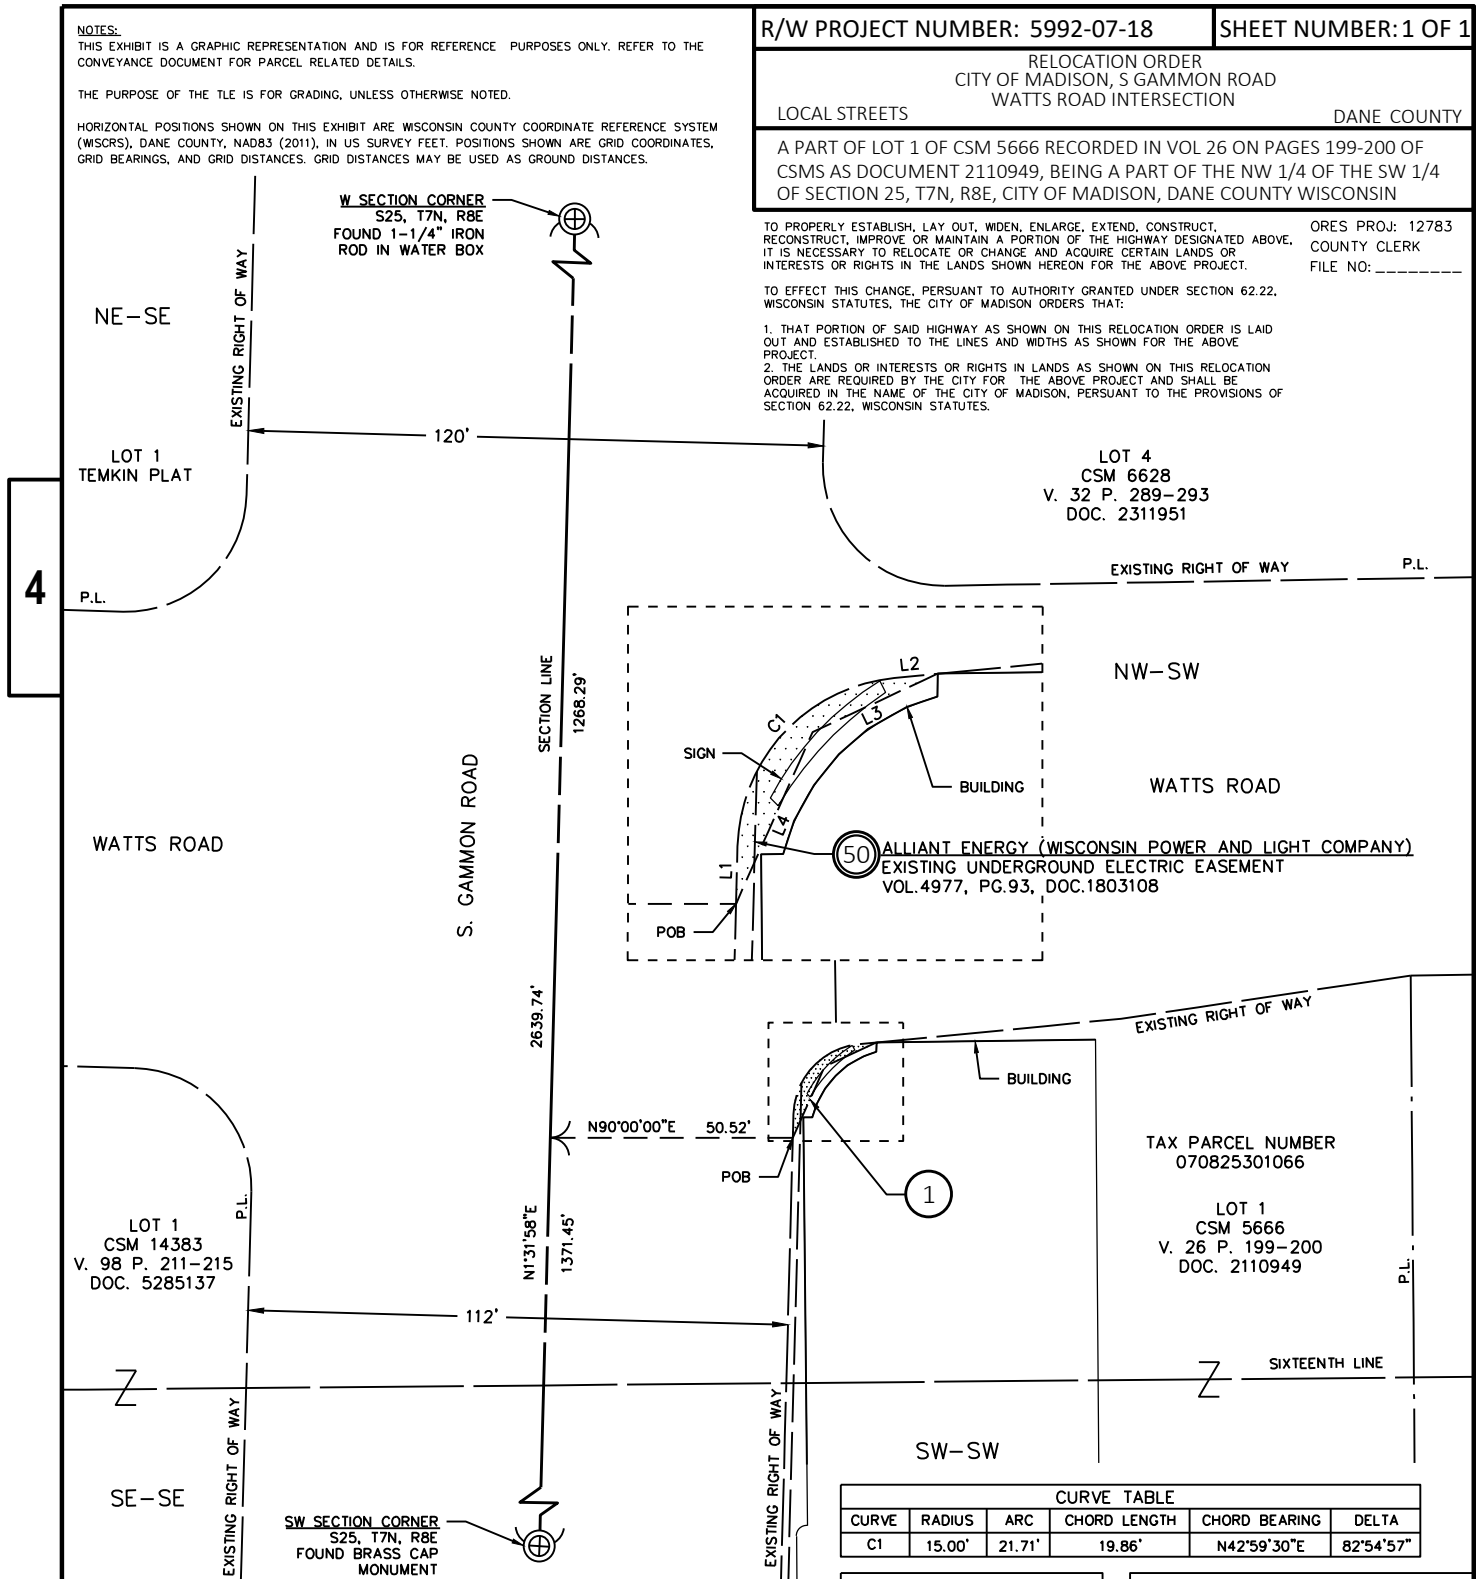 NOTES:
THIS EXHIBIT IS A GRAPHIC REPRESENTATION AND IS FOR REFERENCE PURPOSES ONLY. REFER TO THE
CONVEYANCE DOCUMENT FOR PARCEL RELATED DETAILS.
THE PURPOSE OF THE TLE IS FOR GRADING, UNLESS OTHERWISE NOTED.
HORIZONTAL POSITIONS SHOWN ON THIS EXHIBIT ARE WISCONSIN COUNTY COORDINATE REFERENCE SYSTEM
(WISCRS), DANE COUNTY, NAD83 (2011), IN US SURVEY FEET. POSITIONS SHOWN ARE GRID COORDINATES,
GRID BEARINGS, AND GRID DISTANCES. GRID DISTANCES MAY BE USED AS GROUND DISTANCES.
R/W PROJECT NUMBER: 5992-07-18
SHEET NUMBER: 1 OF 1
RELOCATION ORDER
CITY OF MADISON, S GAMMON ROAD
WATTS ROAD INTERSECTION
LOCAL STREETS
DANE COUNTY
A PART OF LOT 1 OF CSM 5666 RECORDED IN VOL 26 ON PAGES 199-200 OF
CSMS AS DOCUMENT 2110949, BEING A PART OF THE NW 1/4 OF THE SW 1/4
OF SECTION 25, T7N, R8E, CITY OF MADISON, DANE COUNTY WISCONSIN
TO PROPERLY ESTABLISH, LAY OUT, WIDEN, ENLARGE, EXTEND, CONSTRUCT,
RECONSTRUCT, IMPROVE OR MAINTAIN A PORTION OF THE HIGHWAY DESIGNATED ABOVE,
IT IS NECESSARY TO RELOCATE OR CHANGE AND ACQUIRE CERTAIN LANDS OR
INTERESTS OR RIGHTS IN THE LANDS SHOWN HEREON FOR THE ABOVE PROJECT.
ORES PROJ: 12783
COUNTY CLERK
FILE NO: _________
TO EFFECT THIS CHANGE, PERSUANT TO AUTHORITY GRANTED UNDER SECTION 62.22,
WISCONSIN STATUTES, THE CITY OF MADISON ORDERS THAT:
1. THAT PORTION OF SAID HIGHWAY AS SHOWN ON THIS RELOCATION ORDER IS LAID
OUT AND ESTABLISHED TO THE LINES AND WIDTHS AS SHOWN FOR THE ABOVE
PROJECT.
2. THE LANDS OR INTERESTS OR RIGHTS IN LANDS AS SHOWN ON THIS RELOCATION
ORDER ARE REQUIRED BY THE CITY FOR THE ABOVE PROJECT AND SHALL BE
ACQUIRED IN THE NAME OF THE CITY OF MADISON, PERSUANT TO THE PROVISIONS OF
SECTION 62.22, WISCONSIN STATUTES.
W SECTION CORNER
S25, T7N, R8E
FOUND 1-1/4" IRON
ROD IN WATER BOX
NE-SE
EXISTING RIGHT OF WAY
120'
LOT 1
TEMKIN PLAT
LOT 4
CSM 6628
V. 32 P. 289-293
DOC. 2311951
EXISTING RIGHT OF WAY
P.L.
4
P.L.
SECTION LINE
1268.29'
L2
C1
L3
SIGN
BUILDING
L4
L1
POB
NW-SW
WATTS ROAD
WATTS ROAD
S. GAMMON ROAD
50
ALLIANT ENERGY (WISCONSIN POWER AND LIGHT COMPANY)
EXISTING UNDERGROUND ELECTRIC EASEMENT
VOL.4977, PG.93, DOC.1803108
2639.74'
EXISTING RIGHT OF WAY
BUILDING
N90°00'00"E 50.52'
POB
1
TAX PARCEL NUMBER
070825301066
LOT 1
CSM 5666
V. 26 P. 199-200
DOC. 2110949
P.L.
P.L.
LOT 1
CSM 14383
V. 98 P. 211-215
DOC. 5285137
N1°31'58"E
1371.45'
112'
SIXTEENTH LINE
EXISTING RIGHT OF WAY
EXISTING RIGHT OF WAY
SW-SW
SE-SE
SW SECTION CORNER
S25, T7N, R8E
FOUND BRASS CAP
MONUMENT
CURVE TABLE
CURVE RADIUS ARC CHORD LENGTH CHORD BEARING DELTA
C1 15.00' 21.71' 19.86' N42°59'30"E 82°54'57"